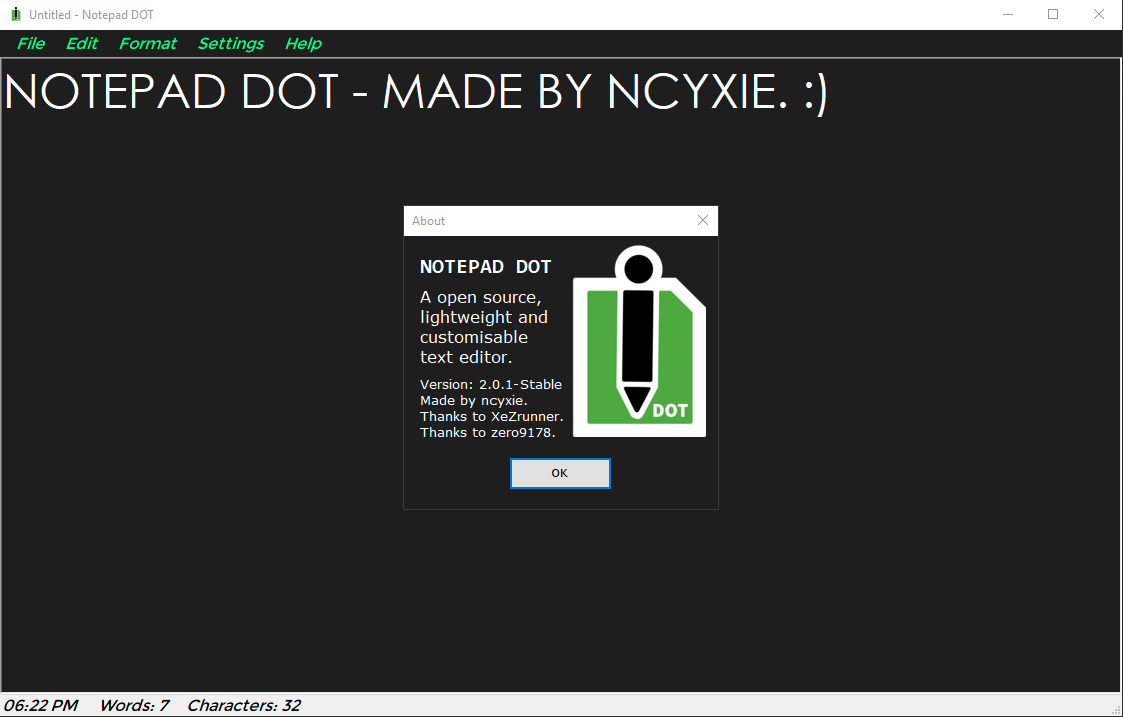 Untitled - Notepad DOT
File Edit Format Settings Help
NOTEPAD DOT - MADE BY NCYXIE. :)
About
NOTEPAD DOT
A open source,
lightweight and
customisable
text editor.
Version: 2.0.1-Stable
Made by ncyxie.
Thanks to XeZrunner.
Thanks to zero9178.
DOT
OK
06:22 PM Words: 7 Characters: 32